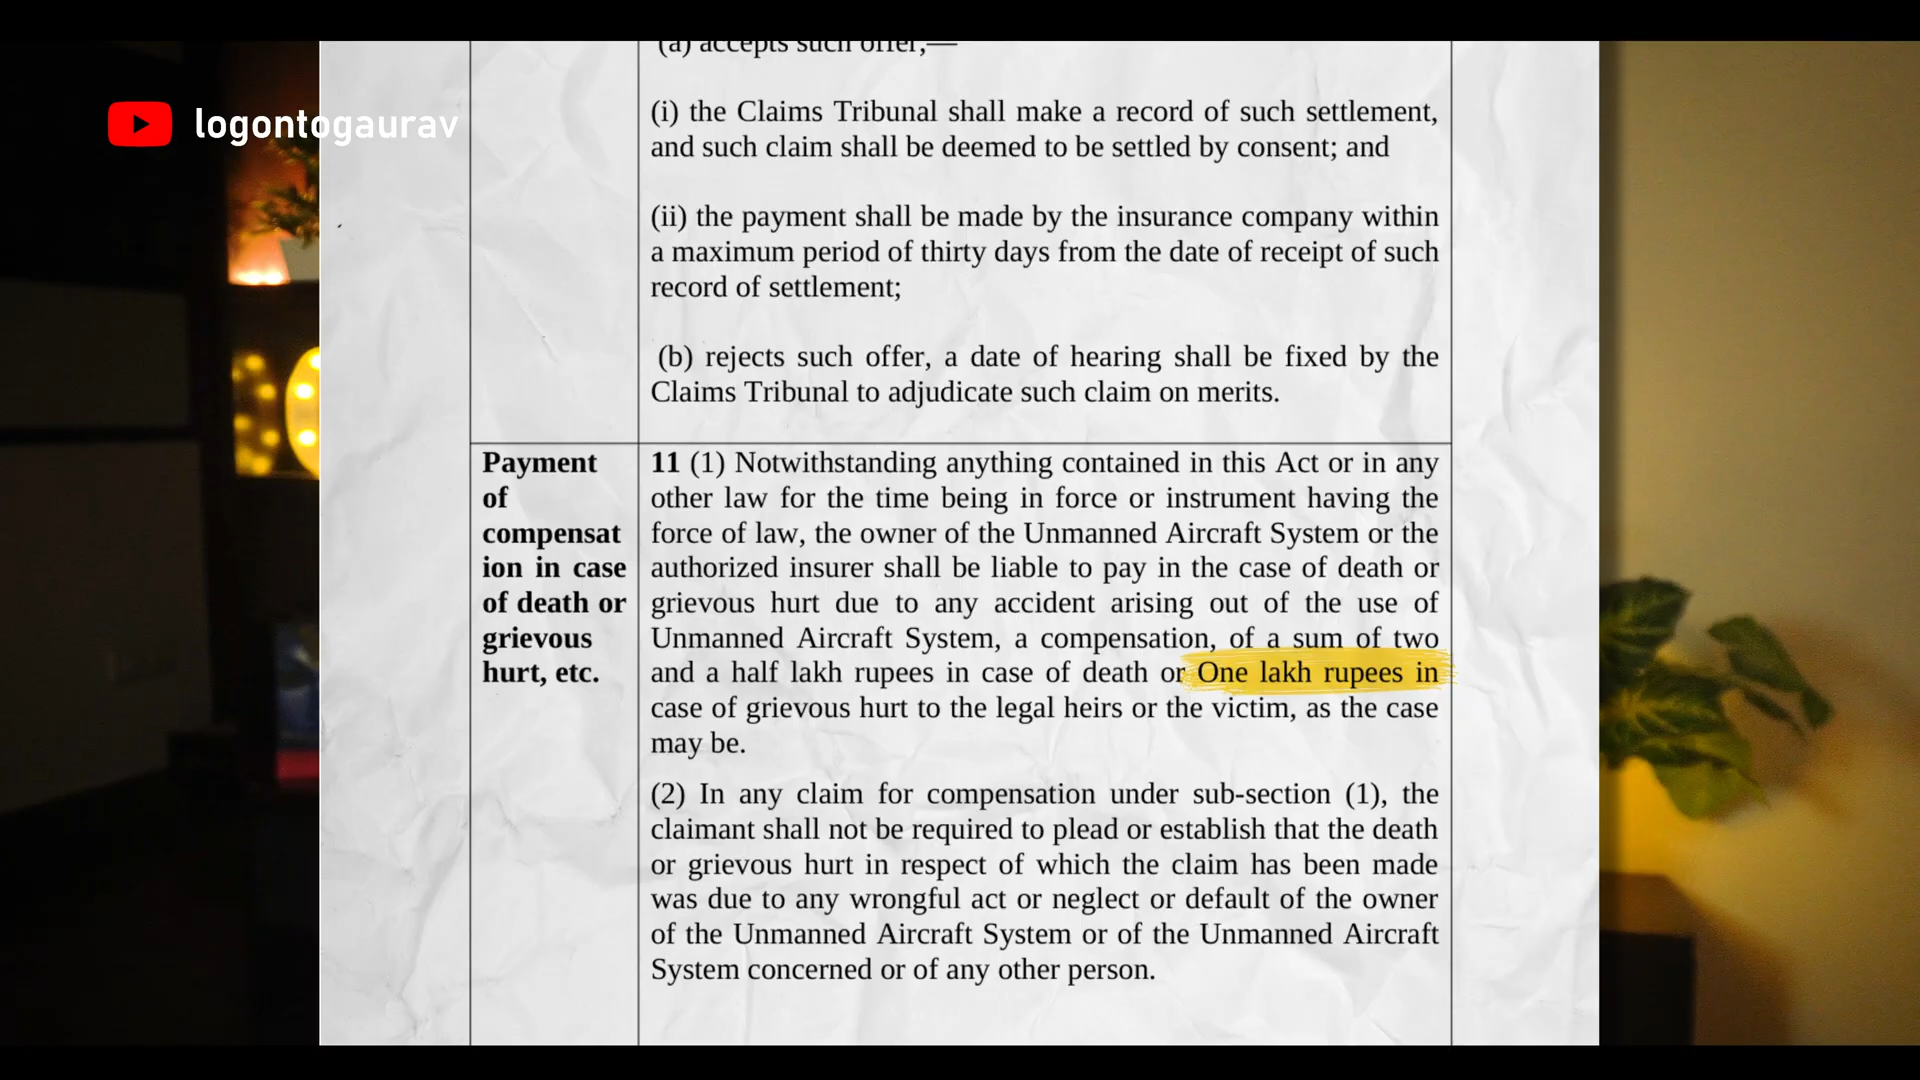 logontogaurav
(a) accepts such offer,—
(i) the Claims Tribunal shall make a record of such settlement,
and such claim shall be deemed to be settled by consent; and
(ii) the payment shall be made by the insurance company within
a maximum period of thirty days from the date of receipt of such
record of settlement;
(b) rejects such offer, a date of hearing shall be fixed by the
Claims Tribunal to adjudicate such claim on merits.
Payment
of
compensat
ion in case
of death or
grievous
hurt, etc.
11 (1) Notwithstanding anything contained in this Act or in any
other law for the time being in force or instrument having the
force of law, the owner of the Unmanned Aircraft System or the
authorized insurer shall be liable to pay in the case of death or
grievous hurt due to any accident arising out of the use of
Unmanned Aircraft System, a compensation, of a sum of two
and a half lakh rupees in case of death or One lakh rupees in
case of grievous hurt to the legal heirs or the victim, as the case
may be.
(2) In any claim for compensation under sub-section (1), the
claimant shall not be required to plead or establish that the death
or grievous hurt in respect of which the claim has been made
was due to any wrongful act or neglect or default of the owner
of the Unmanned Aircraft System or of the Unmanned Aircraft
System concerned or of any other person.